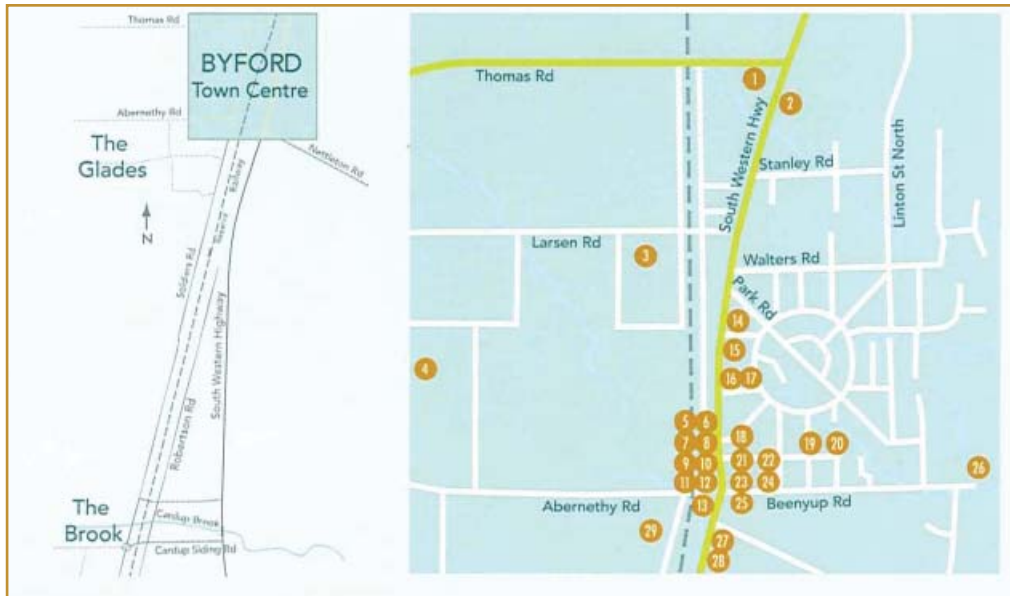 Thomas Rd
BYFORD
Town Centre
Abernethy Rd
The
Glades
Nettleton Rd
Railway
Reserve
N
Soldiers Rd
South Western Highway
Robertson Rd
The
Brook
Cardup Brook
Cardup Siding Rd
Thomas Rd
1
2
South Western Hwy
Stanley Rd
Linton St North
Larsen Rd
3
Walters Rd
Park Rd
14
15
4
16
17
5
6
7
8
18
19
20
9
10
21
22
26
11
12
23
24
Abernethy Rd
13
25
Beenyup Rd
29
27
28